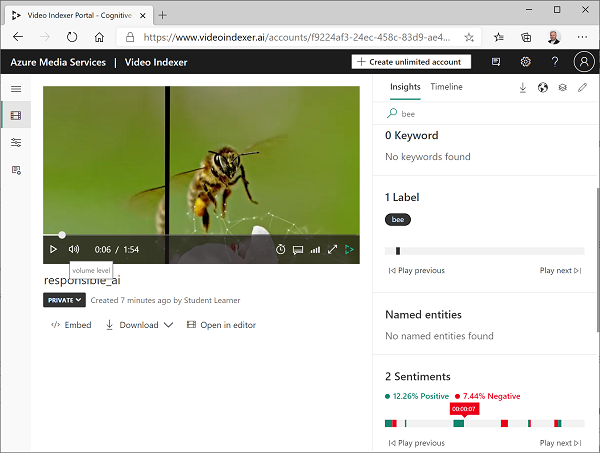 Video Indexer Portal - Cognitive
https://www.videoindexer.ai/accounts/f9224af3-24ec-458c-83d9-ae4...
Azure Media Services | Video Indexer
+ Create unlimited account
?
Insights Timeline
bee
0 Keyword
No keywords found
1 Label
bee
Play previous Play next
0:06 / 1:54
volume level
responsible_ai
PRIVATE Created 7 minutes ago by Student Learner
Embed Download Open in editor
Named entities
No named entities found
2 Sentiments
12.26% Positive 7.44% Negative
00:00:07
Play previous Play next